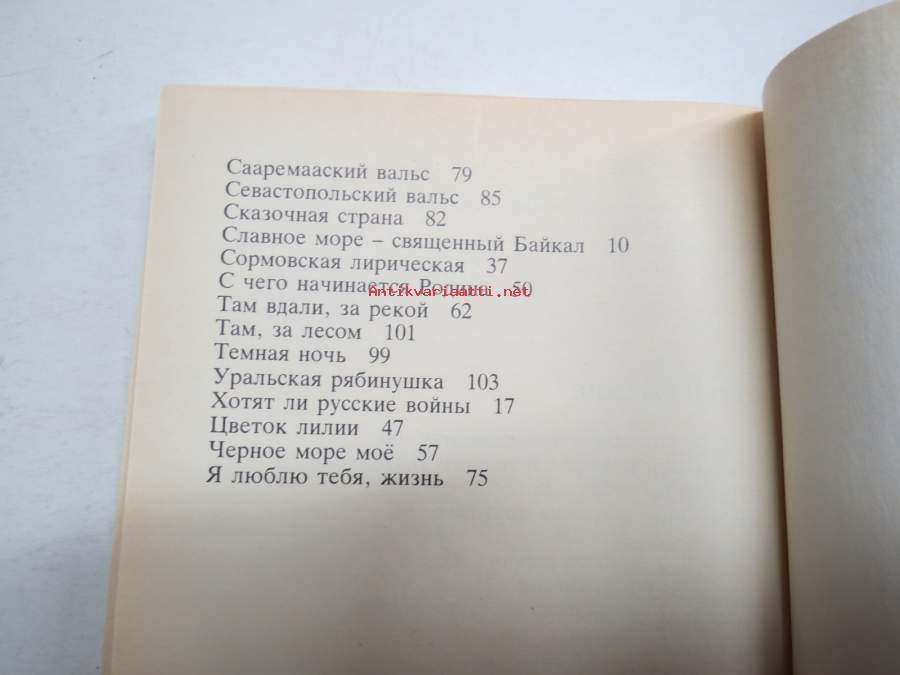 Сааремааский вальс 79
Севастопольский вальс 85
Сказочная страна 82
Славное море – священный Байкал 10
Сормовская лирическая 37
С чего начинается Родина 50
Antikvariaatti.net
Там вдали, за рекой 62
Там, за лесом 101
Темная ночь 99
Уральская рябинушка 103
Хотят ли русские войны 17
Цветок лилии 47
Черное море моё 57
Я люблю тебя, жизнь 75